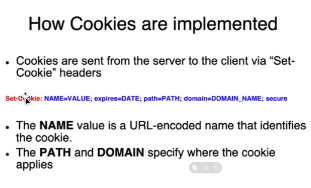 How Cookies are implemented
• Cookies are sent from the server to the client via “Set-
Cookie” headers
Set-Cookie: NAME=VALUE; expires=DATE; path=PATH; domain=DOMAIN_NAME; secure
• The NAME value is a URL-encoded name that identifies
the cookie.
• The PATH and DOMAIN specify where the cookie
applies